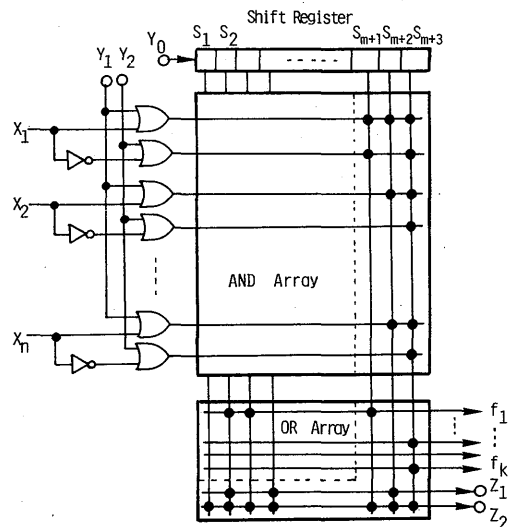 Shift Register
Y0 S1 S2 ----- Sm+1 Sm+2 Sm+3
Y1 Y2
X1
X2
AND Array
Xn
OR Array
f1
fk
Z1
Z2